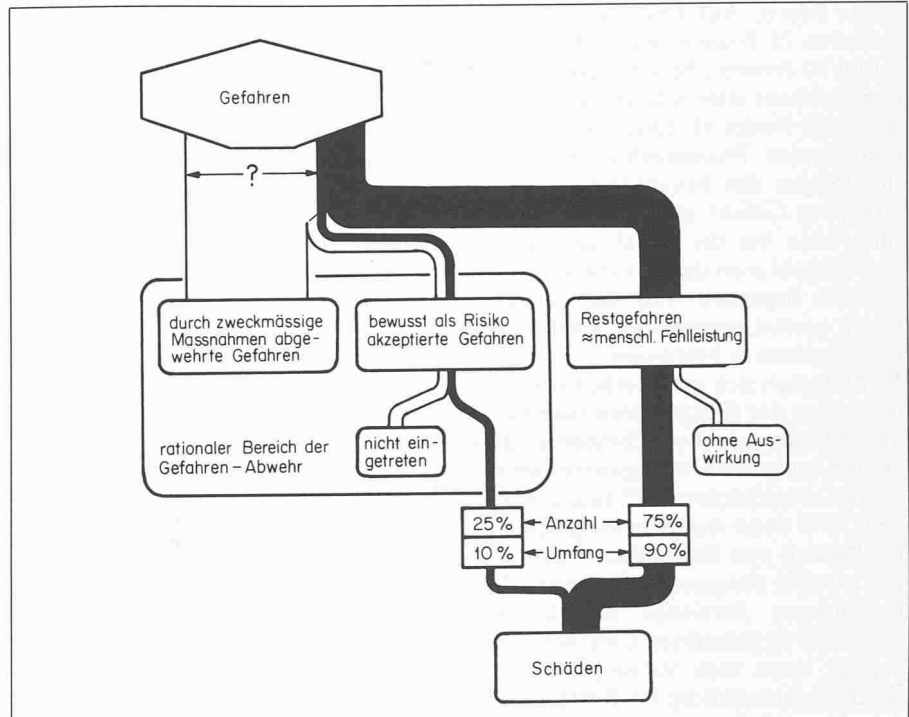 Gefahren
?
durch zweckmässige
Massnahmen abge-
wehrte Gefahren
bewusst als Risiko
akzeptierte Gefahren
Restgefahren
≈menschl. Fehlleistung
rationaler Bereich der
Gefahren-Abwehr
nicht ein-
getreten
ohne Aus-
wirkung
25% Anzahl 75%
10% Umfang 90%
Schäden